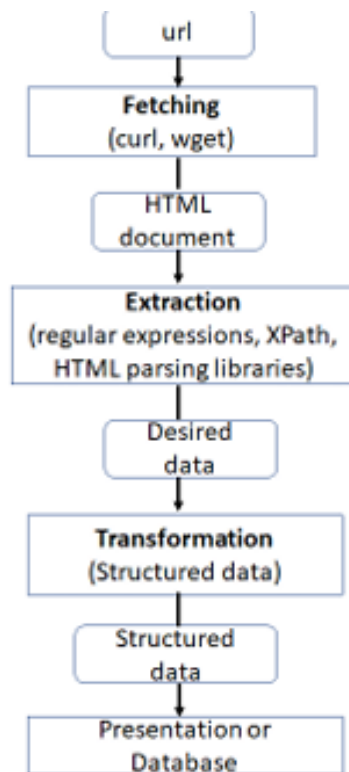 url
Fetching
(curl, wget)
HTML
document
Extraction
(regular expressions, XPath,
HTML parsing libraries)
Desired
data
Transformation
(Structured data)
Structured
data
Presentation or
Database